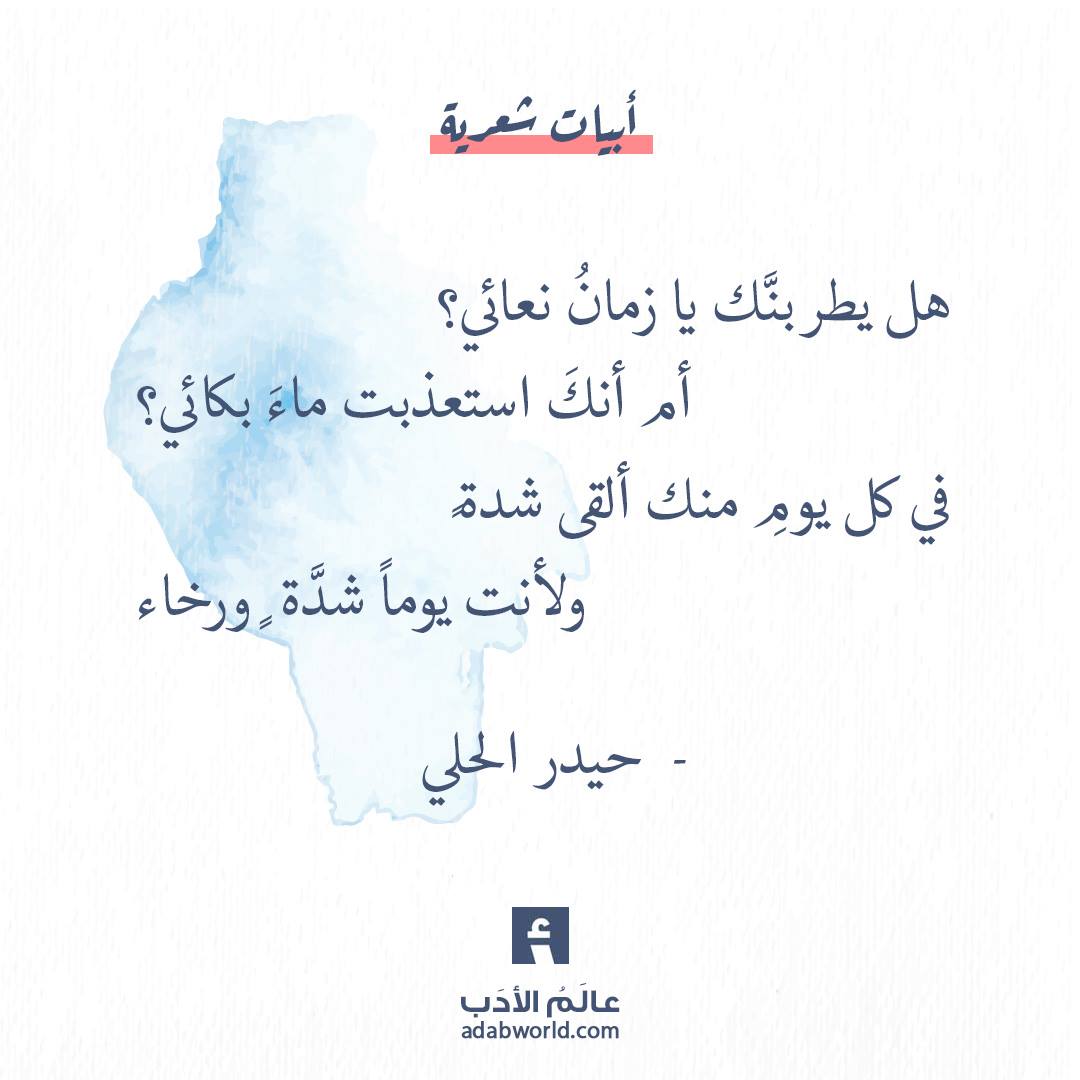 أبيات شعرية
هل يطربنَّك يا زمانُ نعائي؟
أم أنكَ استعذبت ماءَ بكائي؟
في كل يومِ منك ألقى شدةٍ
ولأنت يوماً شدَّة ٍ ورخاء
- حيدر الحلي
أ
عالَمُ الأدَب
adabworld.com